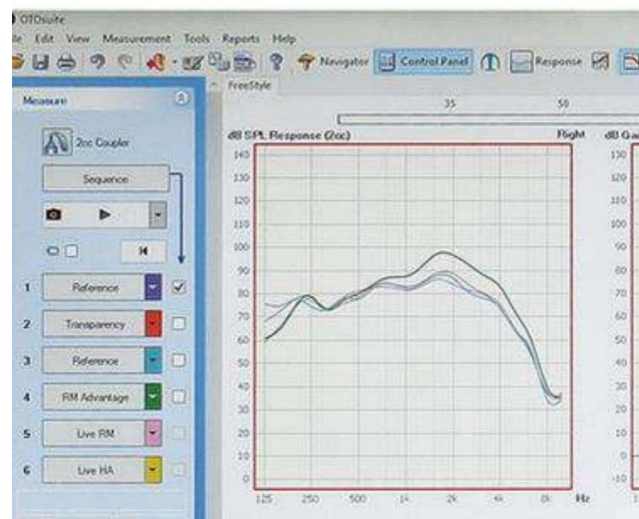 OTOsuite
Edit View Measurement Tools Reports Help
Navigator Control Panel Response
Measure
FreeStyle
35 50
2cc Coupler
dB SPL Response (2cc) Right dB Ga
Sequence
1 Reference
2 Transparency
3 Reference
4 RM Advantage
5 Live RM
6 Live HA
140
130
120
110
100
90
80
70
60
50
40
30
20
10
0
125 250 500 1k 2k 4k 8k Hz
130
120
110
100
90
80
70
60
50
40
30
20
10
0
-10